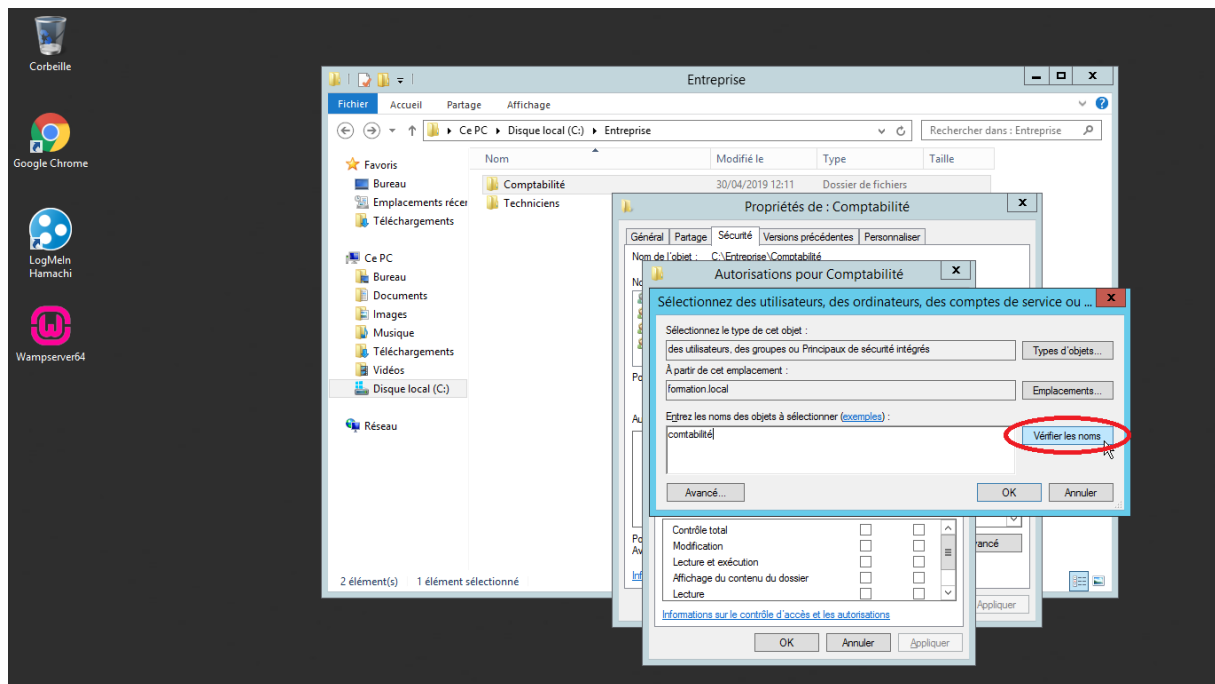 Corbeille
Google Chrome
LogMeIn
Hamachi
Wampserver64
Entreprise
Fichier Accueil Partage Affichage
Ce PC Disque local (C:) Entreprise
Rechercher dans : Entreprise
Nom Modifié le Type Taille
Favoris
Bureau
Emplacements récer
Téléchargements
Ce PC
Bureau
Documents
Images
Musique
Téléchargements
Vidéos
Disque local (C:)
Réseau
Comptabilité 30/04/2019 12:11 Dossier de fichiers
Techniciens
2 élément(s) 1 élément sélectionné
Propriétés de : Comptabilité
Général Partage Sécurité Versions précédentes Personnaliser
Nom de l'objet : C:\Entreprise\Comptabilité
Autorisations pour Comptabilité
Sélectionnez des utilisateurs, des ordinateurs, des comptes de service ou ...
Sélectionnez le type de cet objet :
des utilisateurs, des groupes ou Principaux de sécurité intégrés
Types d'objets...
À partir de cet emplacement :
formation.local
Emplacements...
Entrez les noms des objets à sélectionner (exemples) :
comtabilité
Vérifier les noms
Avancé... OK Annuler
Contrôle total
Modification
Lecture et exécution
Affichage du contenu du dossier
Lecture
Informations sur le contrôle d'accès et les autorisations
OK Annuler Appliquer
Appliquer